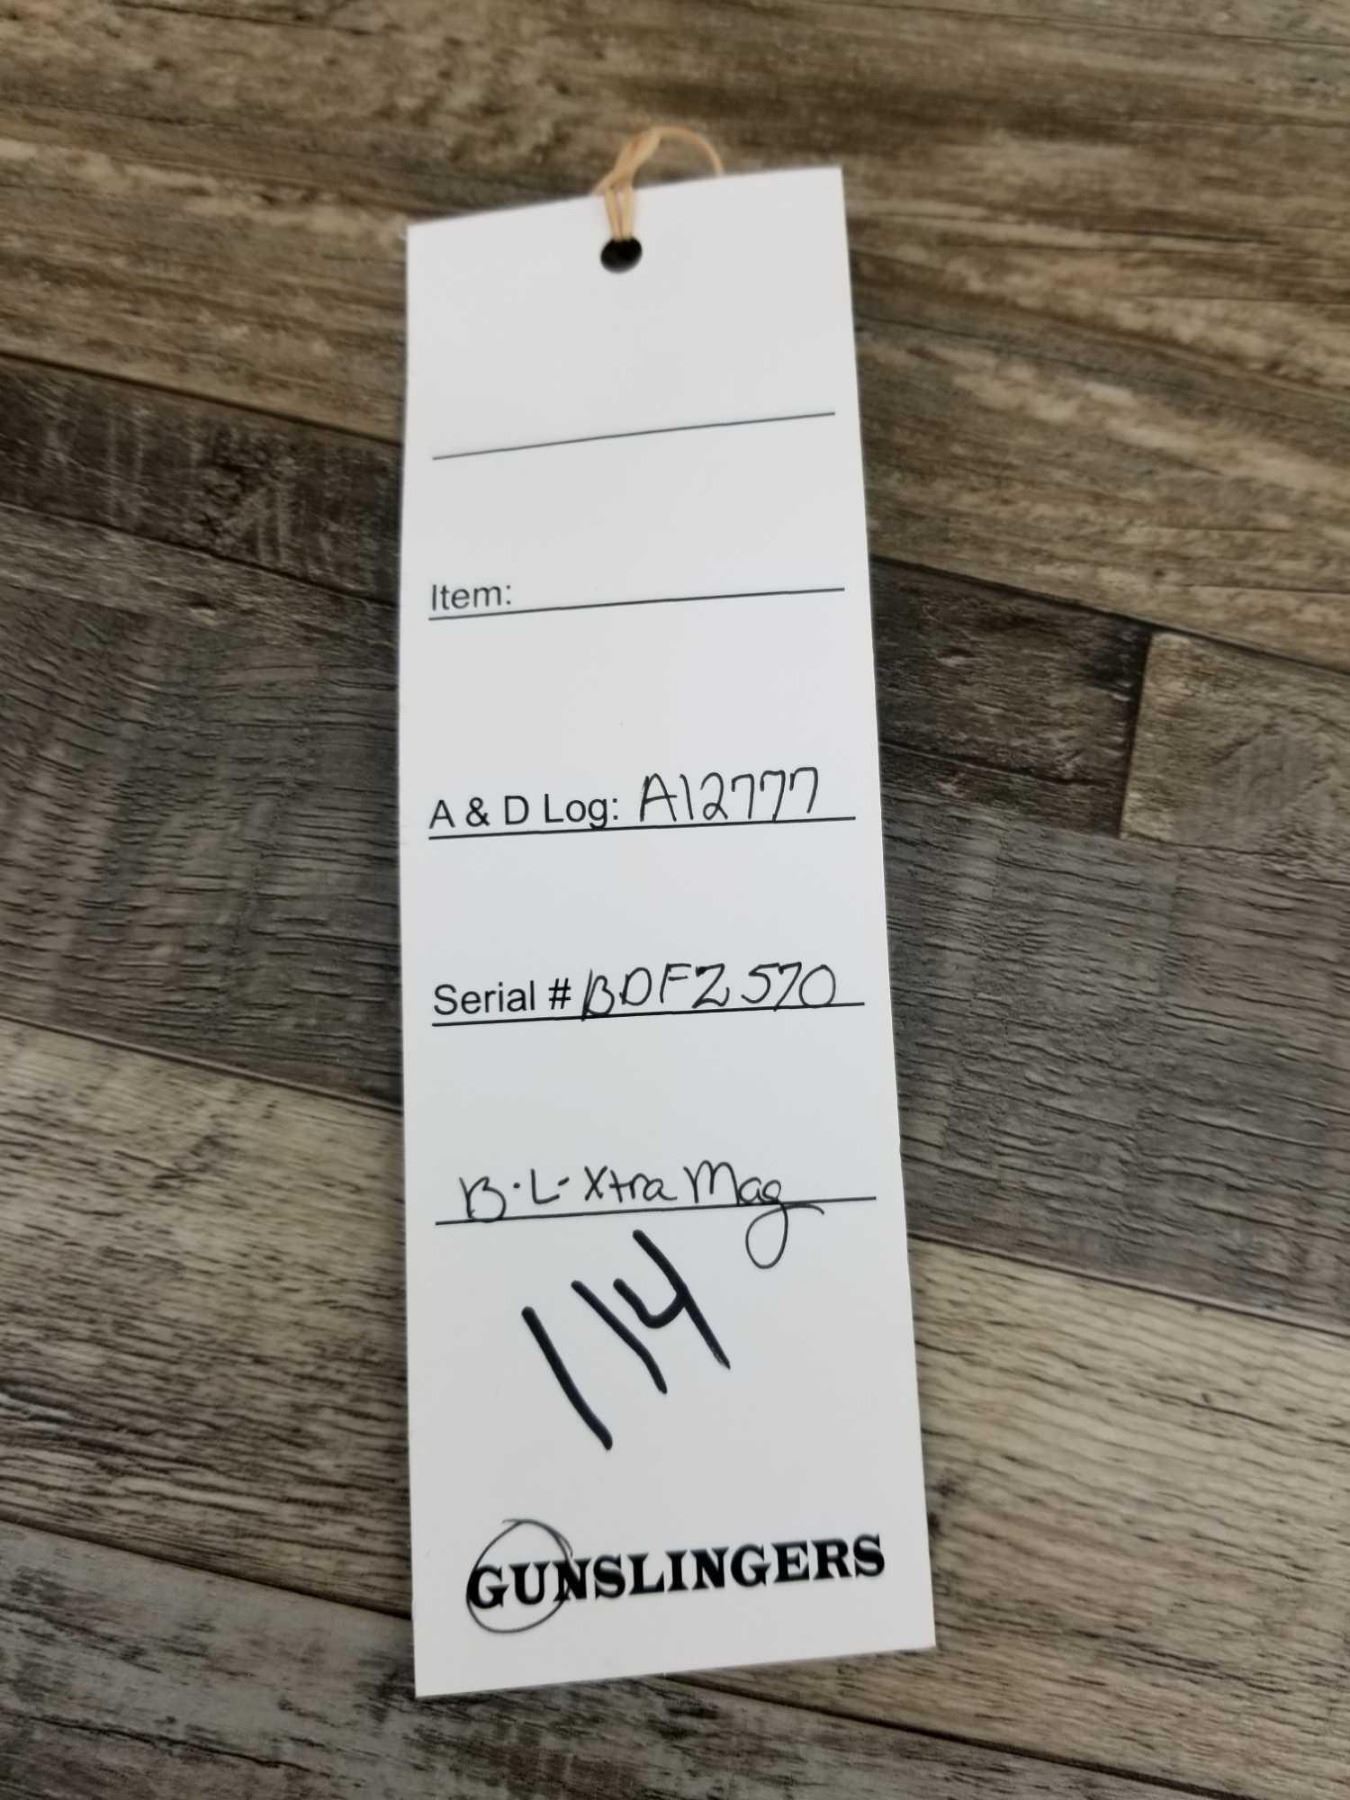 Item:
A & D Log: A12777
Serial # BDFZ570
B·L· Xtra Mag
114
GUNSLINGERS